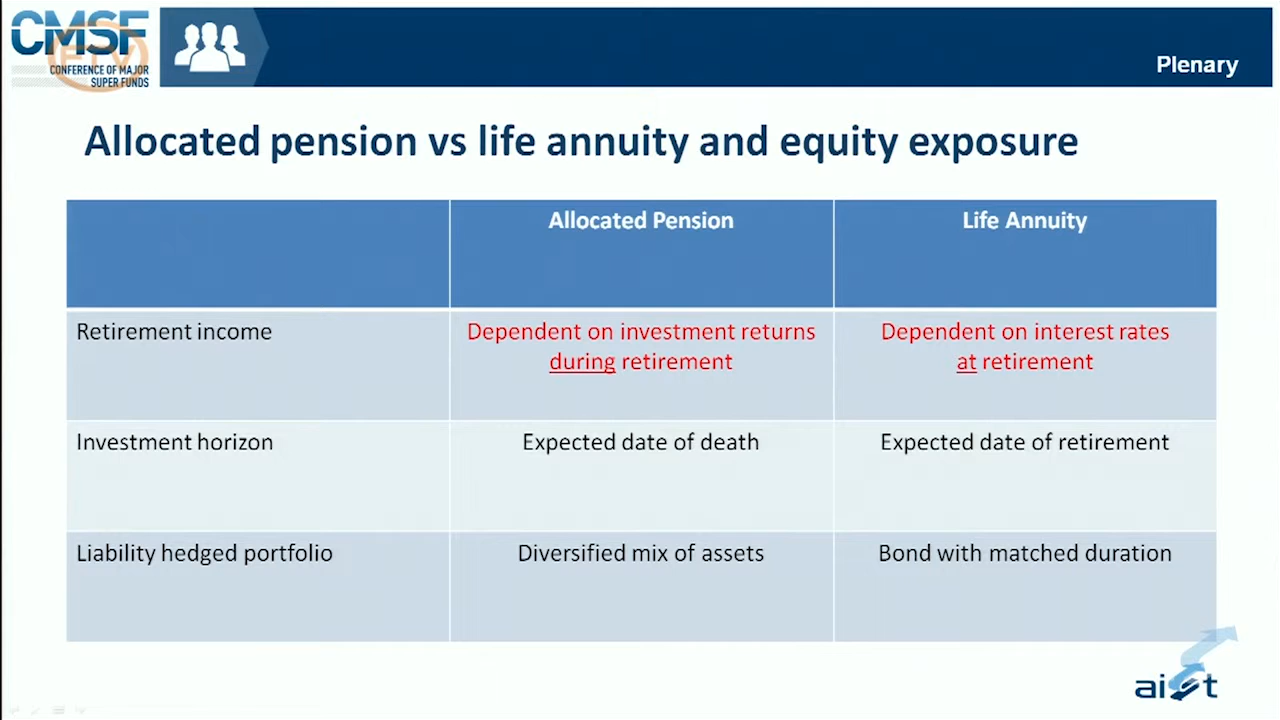 CMSF
CONFERENCE OF MAJOR
SUPER FUNDS
Plenary
Allocated pension vs life annuity and equity exposure
Allocated Pension
Life Annuity
Retirement income
Dependent on investment returns
during retirement
Dependent on interest rates
at retirement
Investment horizon
Expected date of death
Expected date of retirement
Liability hedged portfolio
Diversified mix of assets
Bond with matched duration
aist